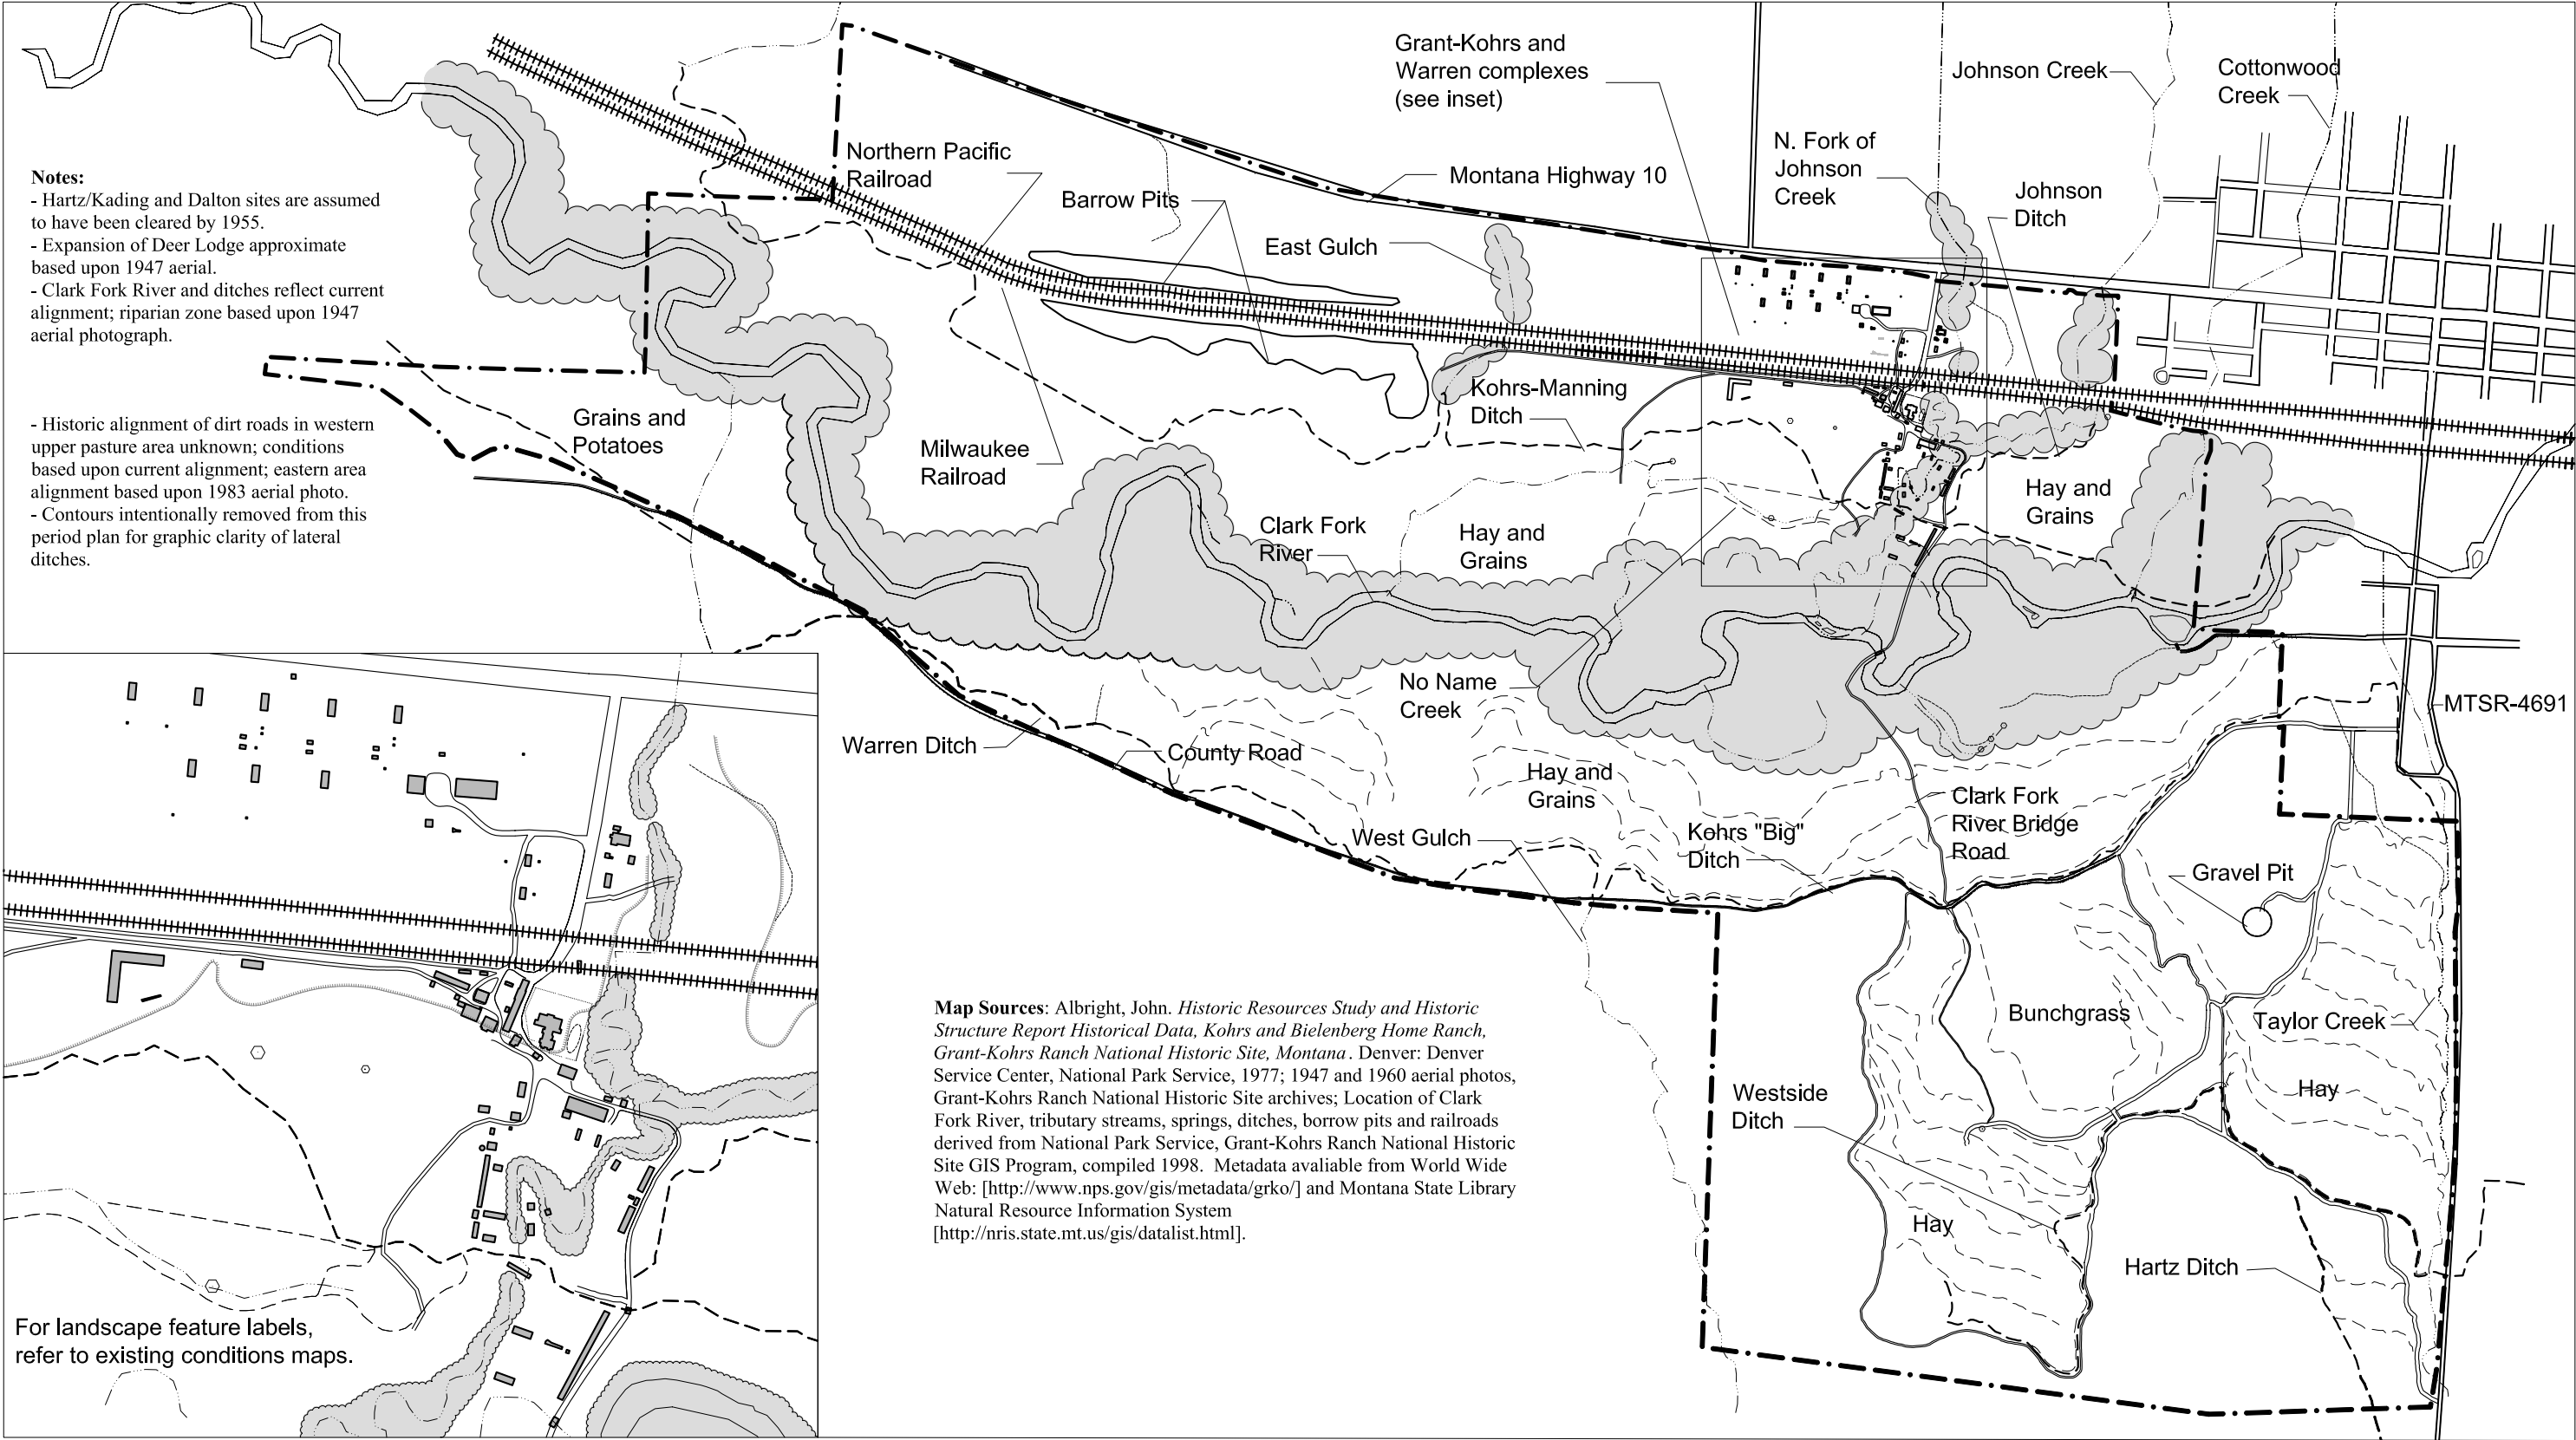 Notes:
- Hartz/Kading and Dalton sites are assumed
to have been cleared by 1955.
- Expansion of Deer Lodge approximate
based upon 1947 aerial.
- Clark Fork River and ditches reflect current
alignment; riparian zone based upon 1947
aerial photograph.
- Historic alignment of dirt roads in western
upper pasture area unknown; conditions
based upon current alignment; eastern area
alignment based upon 1983 aerial photo.
- Contours intentionally removed from this
period plan for graphic clarity of lateral
ditches.
Grant-Kohrs and
Warren complexes
(see inset)
Johnson Creek
Cottonwood
Creek
Northern Pacific
Railroad
Barrow Pits
Montana Highway 10
N. Fork of
Johnson
Creek
Johnson
Ditch
East Gulch
Grains and
Potatoes
Milwaukee
Railroad
Kohrs-Manning
Ditch
Clark Fork
River
Hay and
Grains
Hay and
Grains
No Name
Creek
MTSR-4691
Warren Ditch
County Road
Hay and
Grains
West Gulch
Kohrs "Big"
Ditch
Clark Fork
River Bridge
Road
Gravel Pit
Bunchgrass
Taylor Creek
Hay
Westside
Ditch
Hay
Hartz Ditch
Map Sources: Albright, John. Historic Resources Study and Historic
Structure Report Historical Data, Kohrs and Bielenberg Home Ranch,
Grant-Kohrs Ranch National Historic Site, Montana. Denver: Denver
Service Center, National Park Service, 1977; 1947 and 1960 aerial photos,
Grant-Kohrs Ranch National Historic Site archives; Location of Clark
Fork River, tributary streams, springs, ditches, borrow pits and railroads
derived from National Park Service, Grant-Kohrs Ranch National Historic
Site GIS Program, compiled 1998. Metadata avaliable from World Wide
Web: [http://www.nps.gov/gis/metadata/grko/] and Montana State Library
Natural Resource Information System
[http://nris.state.mt.us/gis/datalist.html].
For landscape feature labels,
refer to existing conditions maps.